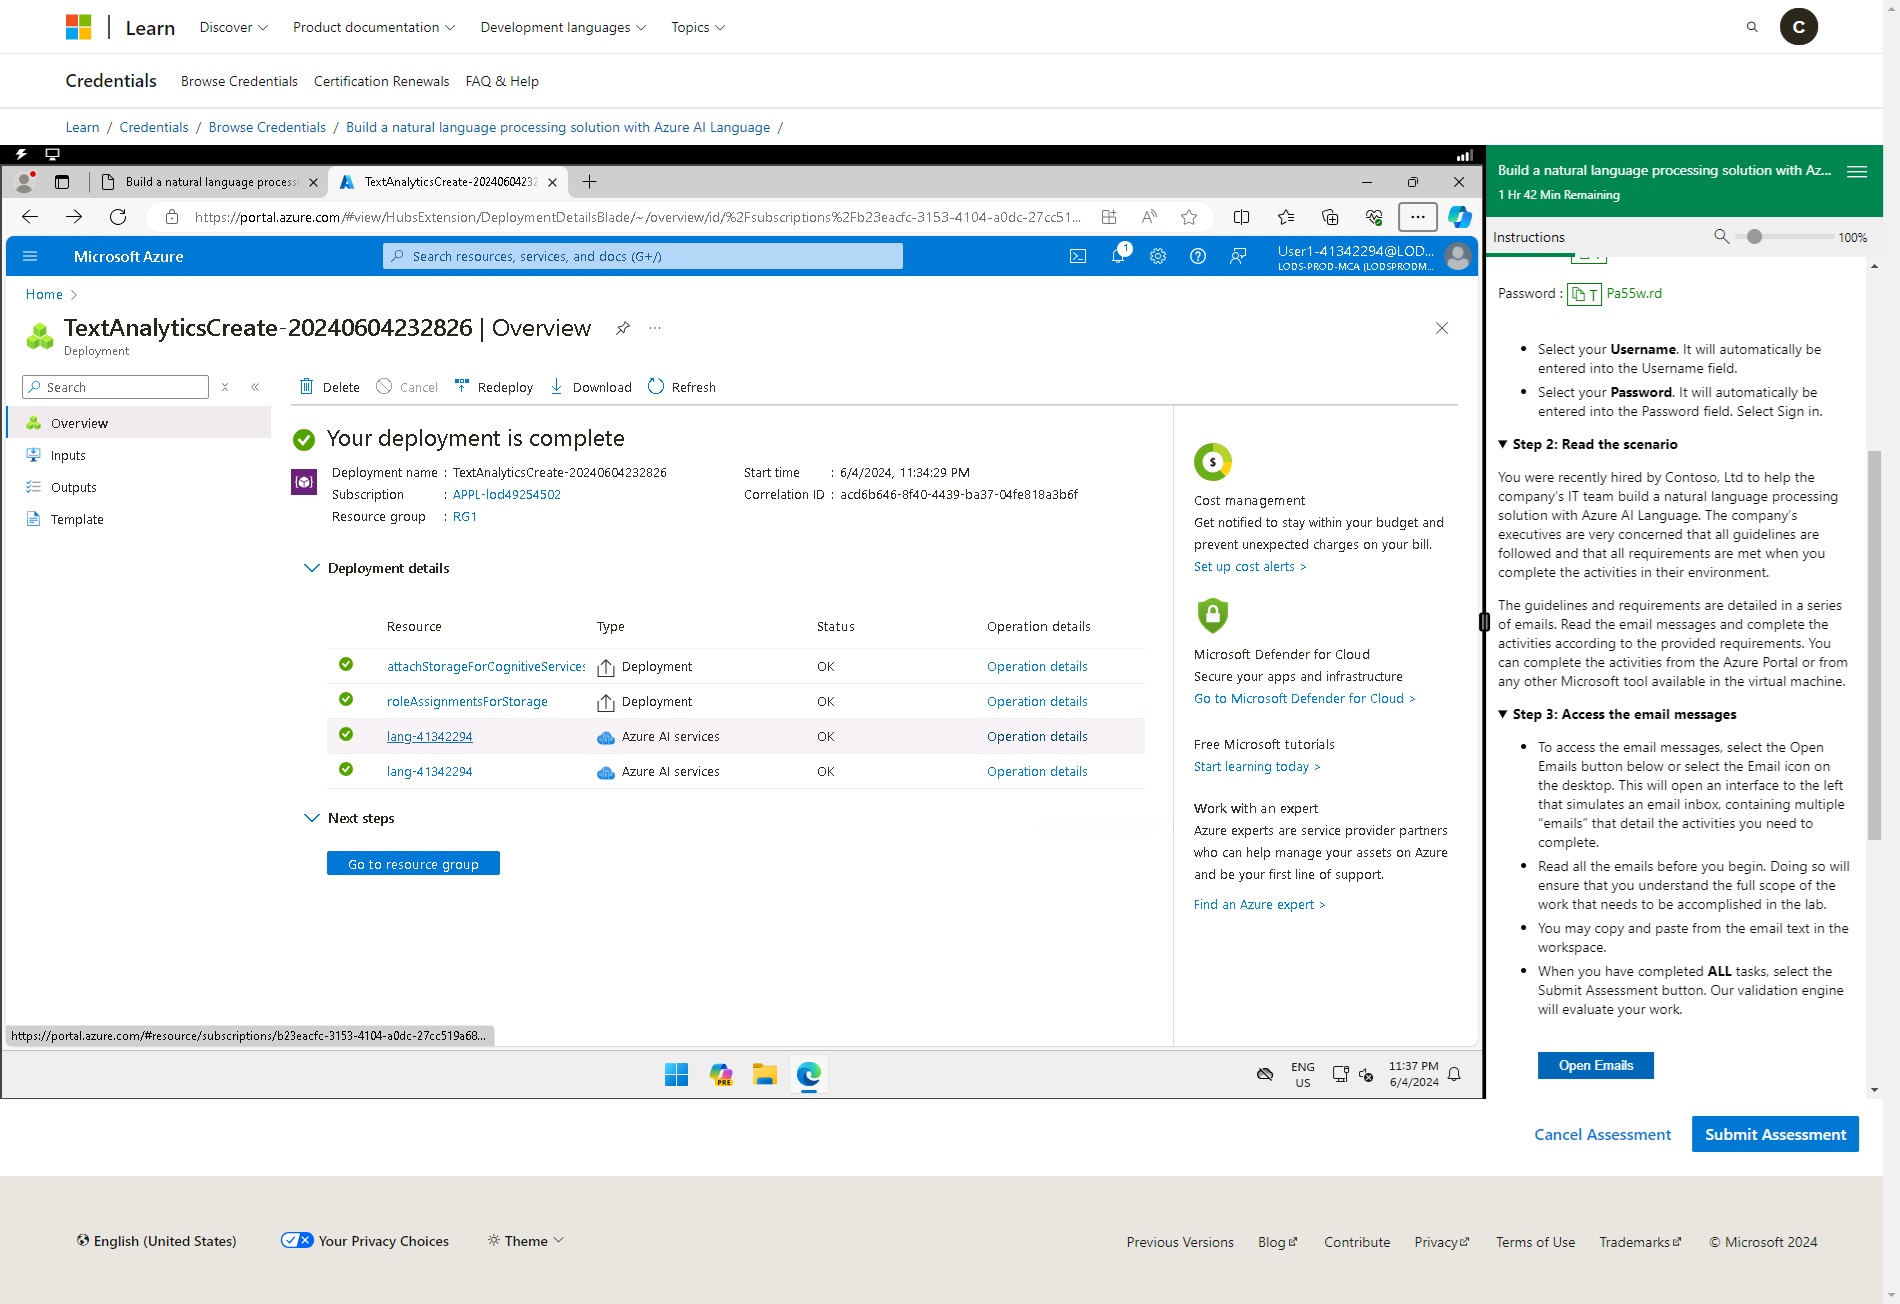 Learn
Discover
Product documentation
Development languages
Topics
C
Credentials
Browse Credentials
Certification Renewals
FAQ & Help
Learn / Credentials / Browse Credentials / Build a natural language processing solution with Azure AI Language /
Build a natural language process
TextAnalyticsCreate-20240604232
https://portal.azure.com/#view/HubsExtension/DeploymentDetailsBlade/~/overview/id/%2Fsubscriptions%2Fb23eacfc-3153-4104-a0dc-27cc51...
Microsoft Azure
Search resources, services, and docs (G+/)
1
User1-41342294@LOD...
LODS-PROD-MCA (LODSPRODM...
Home
TextAnalyticsCreate-20240604232826 | Overview
...
Deployment
Search
Delete
Cancel
Redeploy
Download
Refresh
Overview
Inputs
Outputs
Template
Your deployment is complete
Deployment name : TextAnalyticsCreate-20240604232826
Subscription : APPL-lod49254502
Resource group : RG1
Start time : 6/4/2024, 11:34:29 PM
Correlation ID : acd6b646-8f40-4439-ba37-04fe818a3b6f
Deployment details
Resource Type Status Operation details
attachStorageForCognitiveServices Deployment OK Operation details
roleAssignmentsForStorage Deployment OK Operation details
lang-41342294 Azure AI services OK Operation details
lang-41342294 Azure AI services OK Operation details
Next steps
Go to resource group
$
Cost management
Get notified to stay within your budget and
prevent unexpected charges on your bill.
Set up cost alerts >
Microsoft Defender for Cloud
Secure your apps and infrastructure
Go to Microsoft Defender for Cloud >
Free Microsoft tutorials
Start learning today >
Work with an expert
Azure experts are service provider partners
who can help manage your assets on Azure
and be your first line of support.
Find an Azure expert >
https://portal.azure.com/#resource/subscriptions/b23eacfc-3153-4104-a0dc-27cc519a68...
PRE
ENG
US
11:37 PM
6/4/2024
Build a natural language processing solution with Az...
1 Hr 42 Min Remaining
Instructions
100%
Password : T Pa55w.rd
• Select your Username. It will automatically be
entered into the Username field.
• Select your Password. It will automatically be
entered into the Password field. Select Sign in.
▼ Step 2: Read the scenario
You were recently hired by Contoso, Ltd to help the
company's IT team build a natural language processing
solution with Azure AI Language. The company's
executives are very concerned that all guidelines are
followed and that all requirements are met when you
complete the activities in their environment.
The guidelines and requirements are detailed in a series
of emails. Read the email messages and complete the
activities according to the provided requirements. You
can complete the activities from the Azure Portal or from
any other Microsoft tool available in the virtual machine.
▼ Step 3: Access the email messages
• To access the email messages, select the Open
Emails button below or select the Email icon on
the desktop. This will open an interface to the left
that simulates an email inbox, containing multiple
“emails” that detail the activities you need to
complete.
• Read all the emails before you begin. Doing so will
ensure that you understand the full scope of the
work that needs to be accomplished in the lab.
• You may copy and paste from the email text in the
workspace.
• When you have completed ALL tasks, select the
Submit Assessment button. Our validation engine
will evaluate your work.
Open Emails
Cancel Assessment
Submit Assessment
English (United States)
Your Privacy Choices
Theme
Previous Versions
Blog
Contribute
Privacy
Terms of Use
Trademarks
© Microsoft 2024